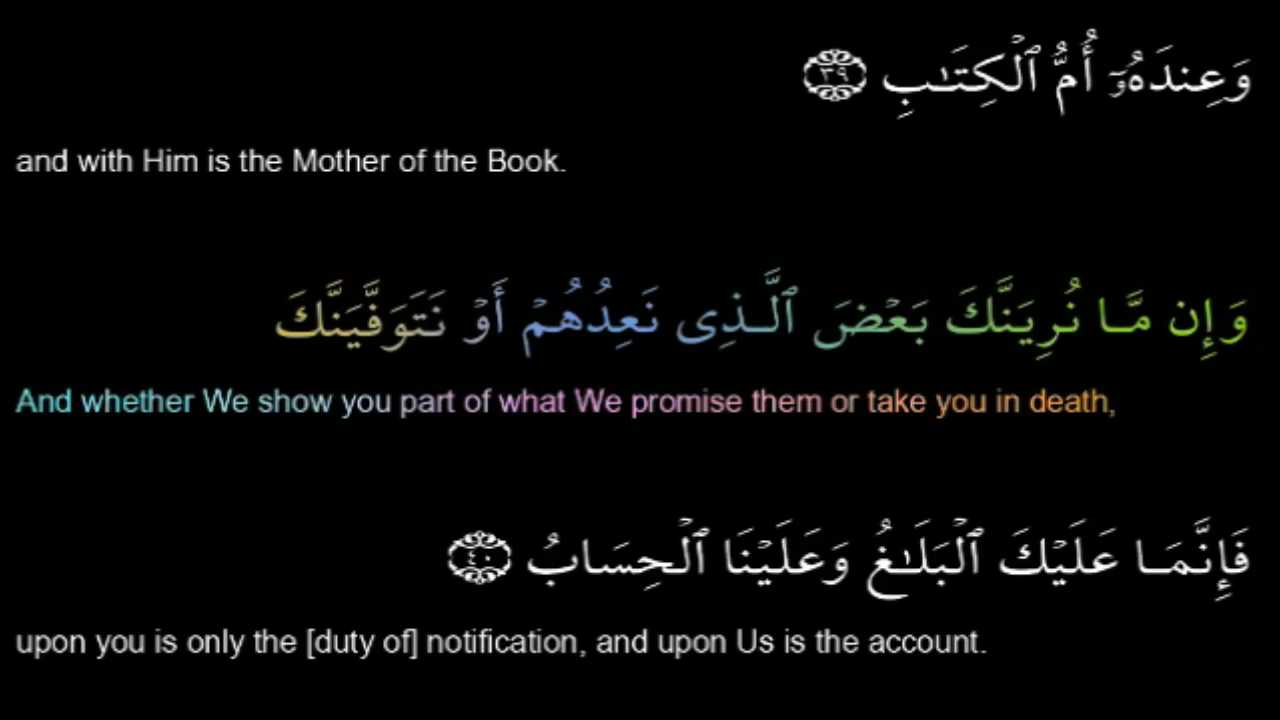 وَعِندَهُۥٓ أُمُّ ٱلْكِتَـٰبِ ٣٩
and with Him is the Mother of the Book.
وَإِن مَّا نُرِيَنَّكَ بَعْضَ ٱلَّذِى نَعِدُهُمْ أَوْ نَتَوَفَّيَنَّكَ
And whether We show you part of what We promise them or take you in death,
فَإِنَّمَا عَلَيْكَ ٱلْبَلَـٰغُ وَعَلَيْنَا ٱلْحِسَابُ ٤٠
upon you is only the [duty of] notification, and upon Us is the account.